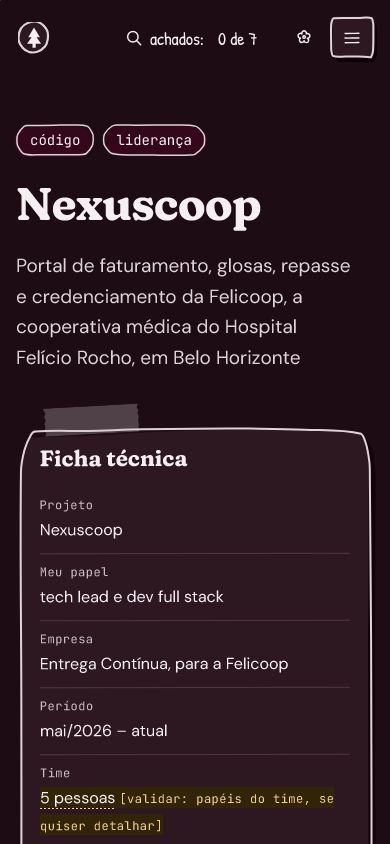 achados: 0 de 7
código liderança
Nexuscoop
Portal de faturamento, glosas, repasse
e credenciamento da Felicoop, a
cooperativa médica do Hospital
Felício Rocho, em Belo Horizonte
Ficha técnica
Projeto
Nexuscoop
Meu papel
tech lead e dev full stack
Empresa
Entrega Contínua, para a Felicoop
Período
mai/2026 – atual
Time
5 pessoas [validar: papéis do time, se
quiser detalhar]